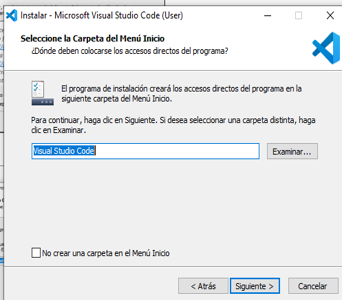 Instalar - Microsoft Visual Studio Code (User)
Seleccione la Carpeta del Menú Inicio
¿Dónde deben colocarse los accesos directos del programa?
El programa de instalación creará los accesos directos del programa en la
siguiente carpeta del Menú Inicio.
Para continuar, haga clic en Siguiente. Si desea seleccionar una carpeta distinta, haga
clic en Examinar.
Visual Studio Code
Examinar...
No crear una carpeta en el Menú Inicio
< Atrás
Siguiente >
Cancelar